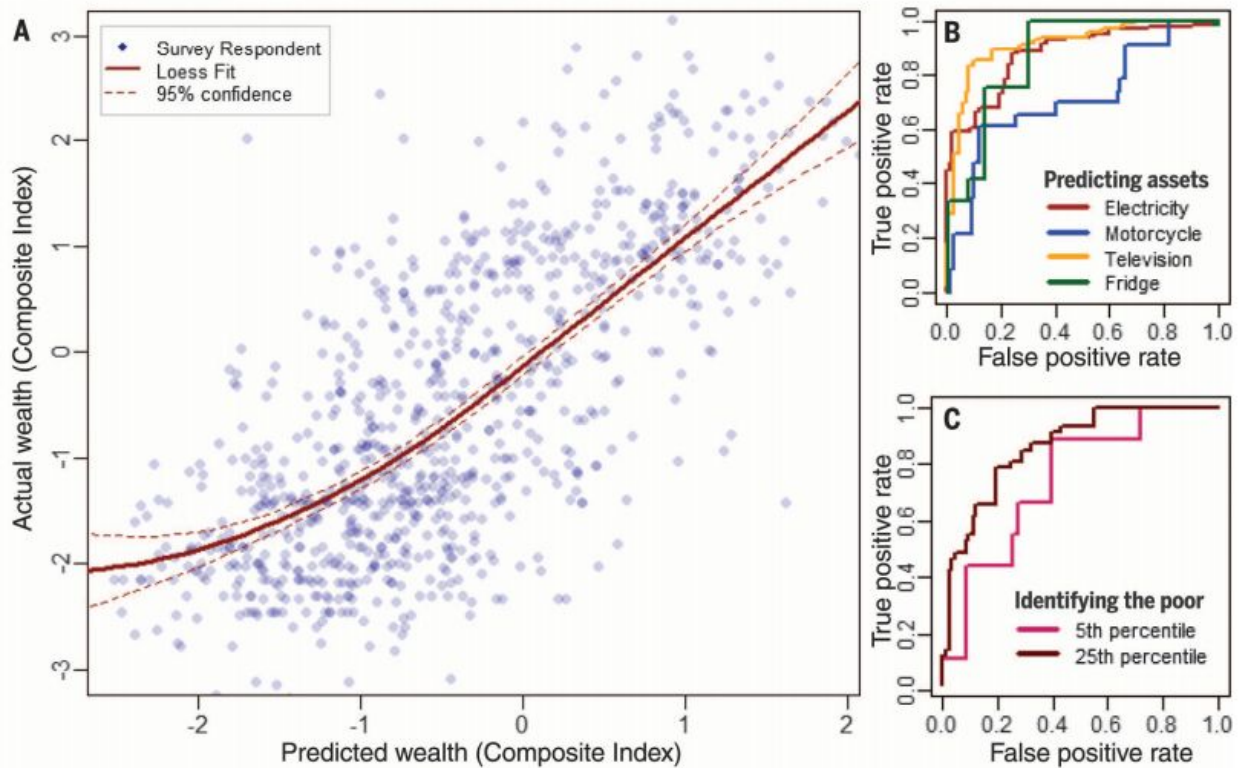 A
Survey Respondent
Loess Fit
95% confidence
3
2
1
0
-1
-2
-3
Actual wealth (Composite Index)
-2
-1
0
1
2
Predicted wealth (Composite Index)
B
1.0
0.8
0.6
0.4
0.2
0.0
True positive rate
Predicting assets
Electricity
Motorcycle
Television
Fridge
0.0
0.2
0.4
0.6
0.8
1.0
False positive rate
C
1.0
0.8
0.6
0.4
0.2
0.0
True positive rate
Identifying the poor
5th percentile
25th percentile
0.0
0.2
0.4
0.6
0.8
1.0
False positive rate